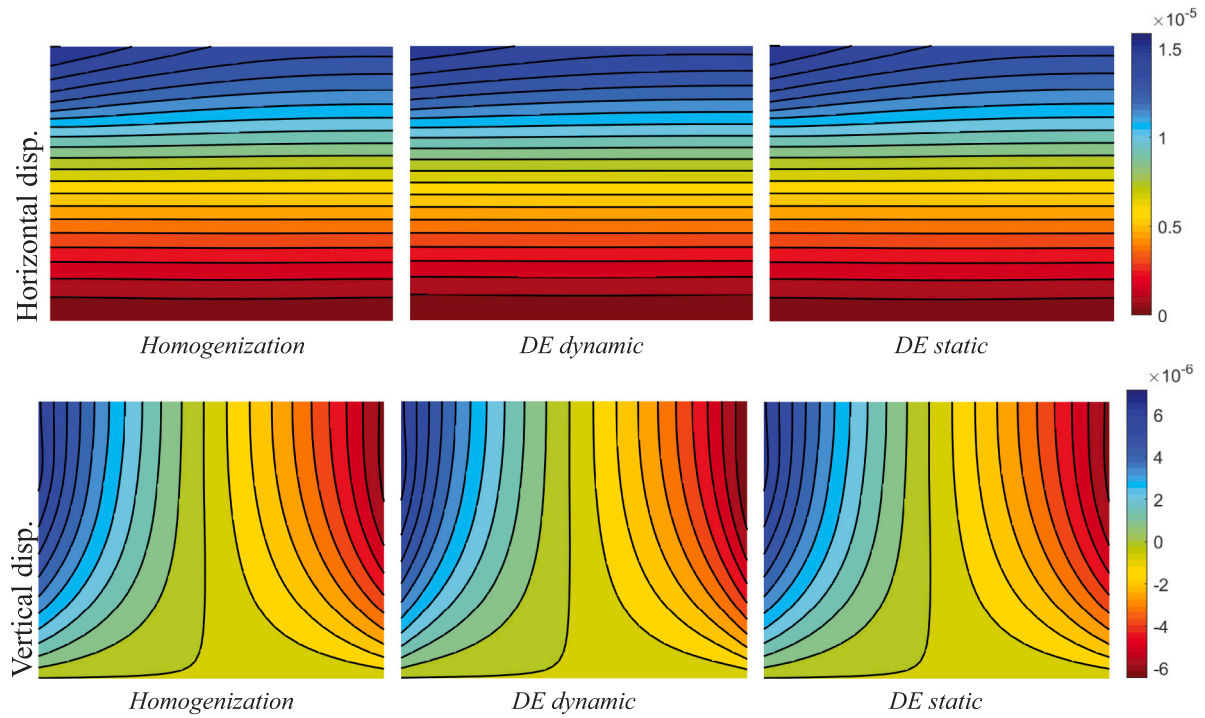 ×10⁻⁵
1.5
1
0.5
0
Horizontal disp.
Homogenization
DE dynamic
DE static
×10⁻⁶
6
4
2
0
-2
-4
-6
Vertical disp.
Homogenization
DE dynamic
DE static